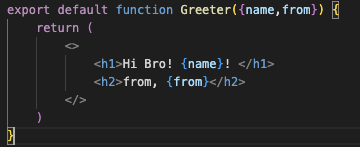 export default function Greeter({name,from}) {
    return (
        <>
            <h1>Hi Bro! {name}! </h1>
            <h2>from, {from}</h2>
        </>
    )
}